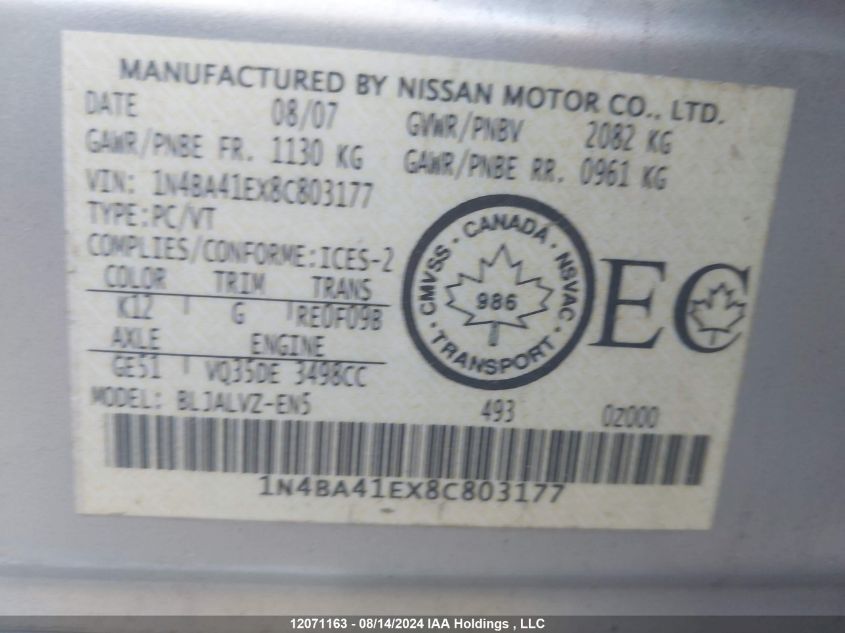 MANUFACTURED BY NISSAN MOTOR CO., LTD.
DATE 08/07 GVWR/PNBV 2082 KG
GAWR/PNBE FR. 1130 KG GAWR/PNBE RR. 0961 KG
VIN: 1N4BA41EX8C803177
TYPE:PC/VT
COMPLIES/CONFORME:ICES-2
COLOR TRIM TRANS
K12 G RE0F09B
AXLE ENGINE
GE51 VQ35DE 3498CC
MODEL: BLJALVZ-EN5 493 0Z000
CMVSS · CANADA · NSVAC · TRANSPORT ·
986
EC
1N4BA41EX8C803177
12071163 - 08/14/2024 IAA Holdings , LLC